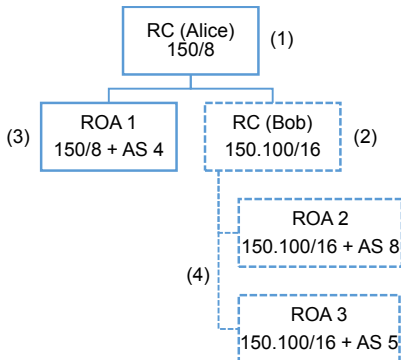 RC (Alice)
150/8
(1)
(3)
ROA 1
150/8 + AS 4
RC (Bob)
150.100/16
(2)
ROA 2
150.100/16 + AS 8
(4)
ROA 3
150.100/16 + AS 5